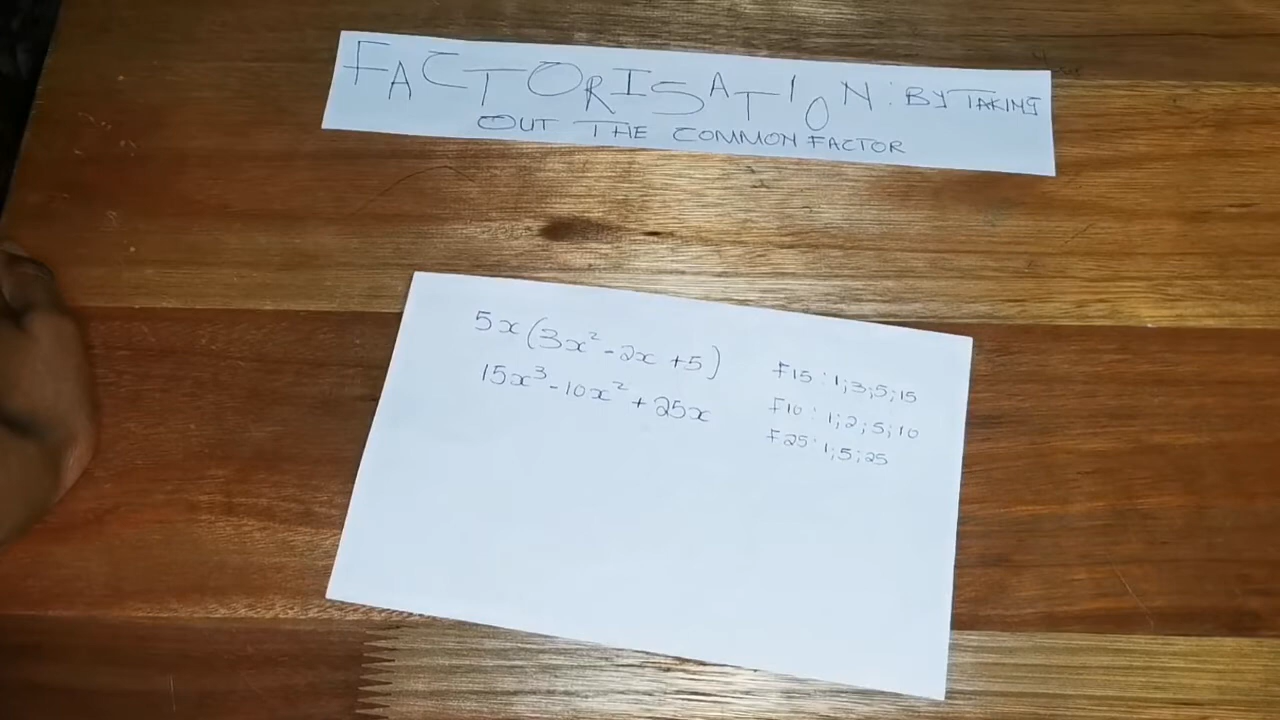 FACTORISATION: BY TAKING
OUT THE COMMON FACTOR
5x(3x²-2x+5)
15x³-10x²+25x
F15: 1;3;5;15
F10: 1;2;5;10
F25: 1;5;25